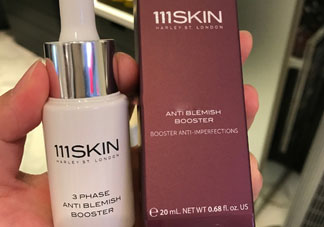 111SKIN
HARLEY ST LONDON
3 PHASE
ANTI BLEMISH
BOOSTER
111SKIN
HARLEY ST. LONDON
ANTI BLEMISH
BOOSTER
BOOSTER ANTI-IMPERFECTIONS
℮ 20 mL. NET WT 0.68 fl. oz. US